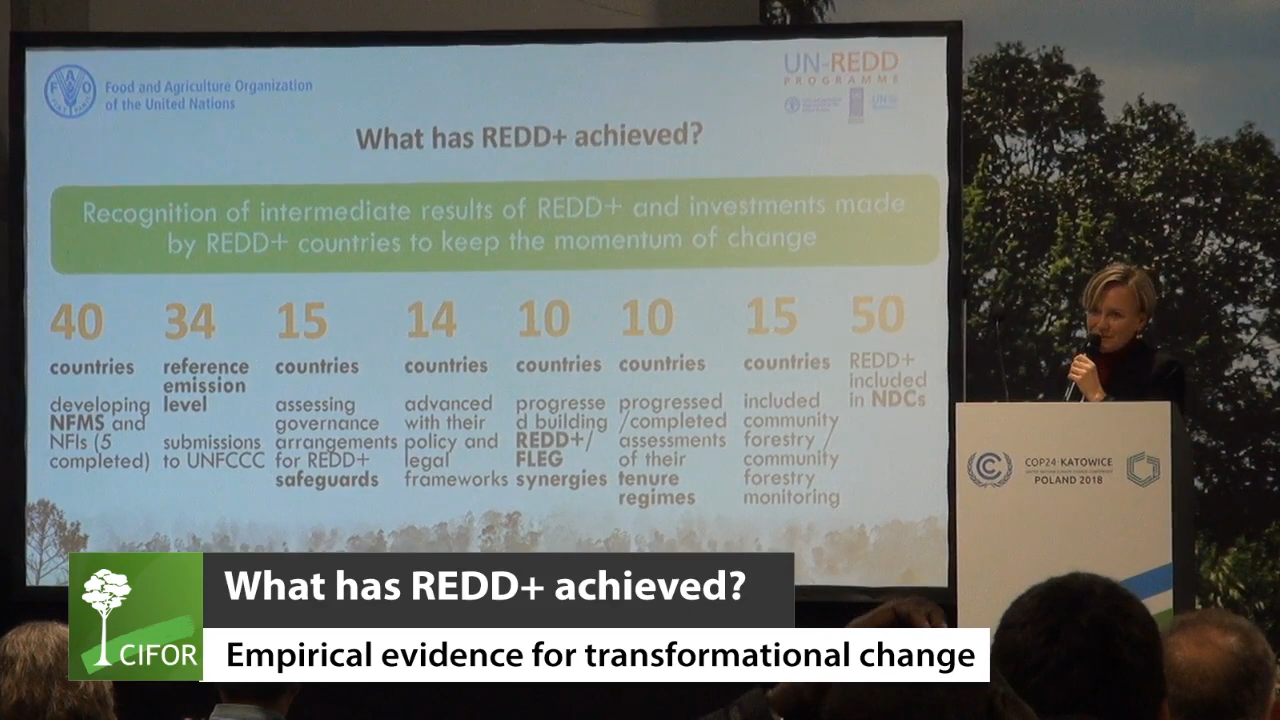 FAO
Food and Agriculture Organization
of the United Nations
UN-REDD
PROGRAMME
What has REDD+ achieved?
Recognition of intermediate results of REDD+ and investments made
by REDD+ countries to keep the momentum of change
40
countries
developing
NFMS and
NFIs (5
completed)
34
reference
emission
level
submissions
to UNFCCC
15
countries
assessing
governance
arrangements
for REDD+
safeguards
14
countries
advanced
with their
policy and
legal
frameworks
10
countries
progresse
d building
REDD+/
FLEG
synergies
10
countries
progressed
/completed
assessments
of their
tenure
regimes
15
countries
included
community
forestry /
community
forestry
monitoring
50
REDD+
included
in NDCs
COP24·KATOWICE
POLAND 2018
CIFOR
What has REDD+ achieved?
Empirical evidence for transformational change